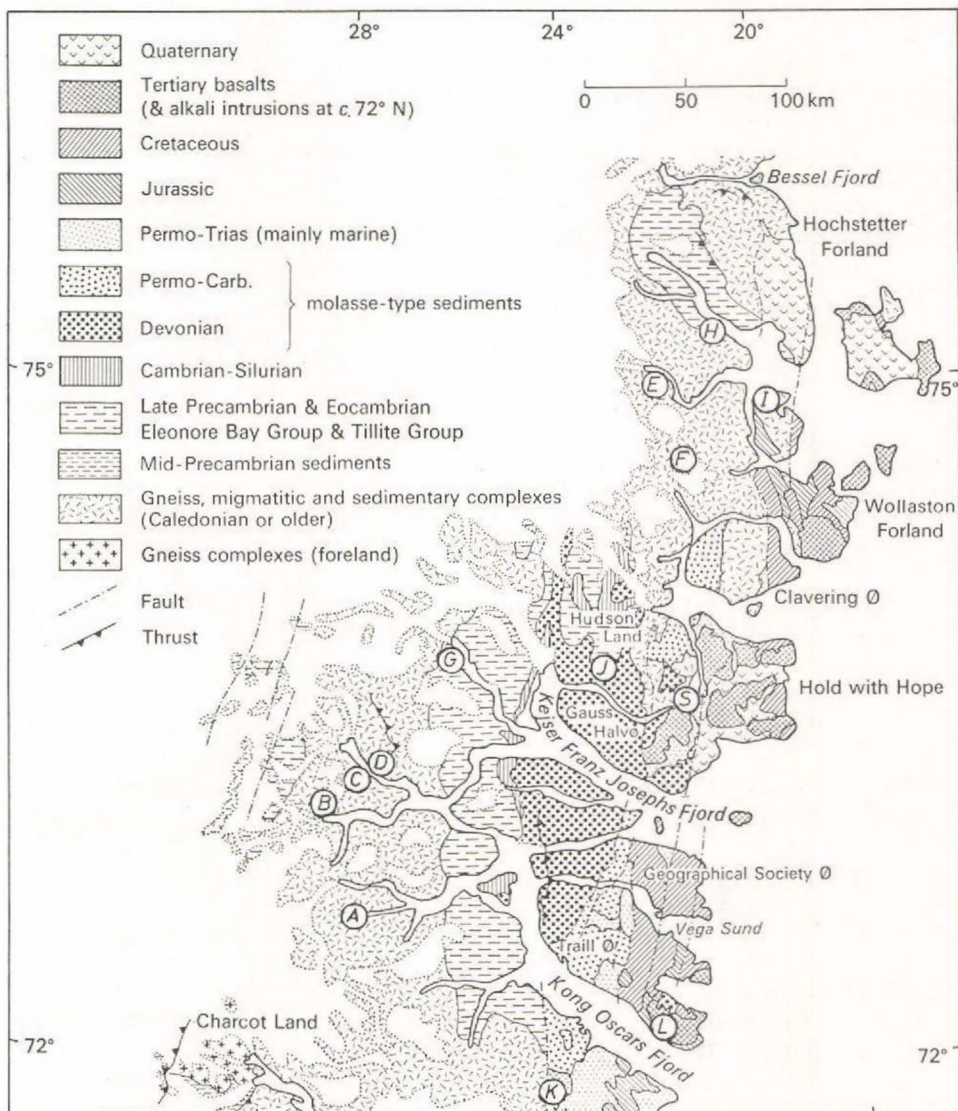 28° 24° 20°
Quaternary
Tertiary basalts
(& alkali intrusions at c. 72° N)
Cretaceous
Jurassic
Permo-Trias (mainly marine)
Permo-Carb.
molasse-type sediments
Devonian
Cambrian-Silurian
Late Precambrian & Eocambrian
Eleonore Bay Group & Tillite Group
Mid-Precambrian sediments
Gneiss, migmatitic and sedimentary complexes
(Caledonian or older)
Gneiss complexes (foreland)
Fault
Thrust
0 50 100 km
Bessel Fjord
Hochstetter
Forland
H
75°
75°
E
I
F
Wollaston
Forland
Clavering Ø
Hudson
Land
G
J
S
Hold with Hope
Gauss
Halvø
Keiser Franz Josephs Fjord
D
C
B
Geographical Society Ø
A
Vega Sund
Traill Ø
Kong Oscars Fjord
L
Charcot Land
72°
72°
K